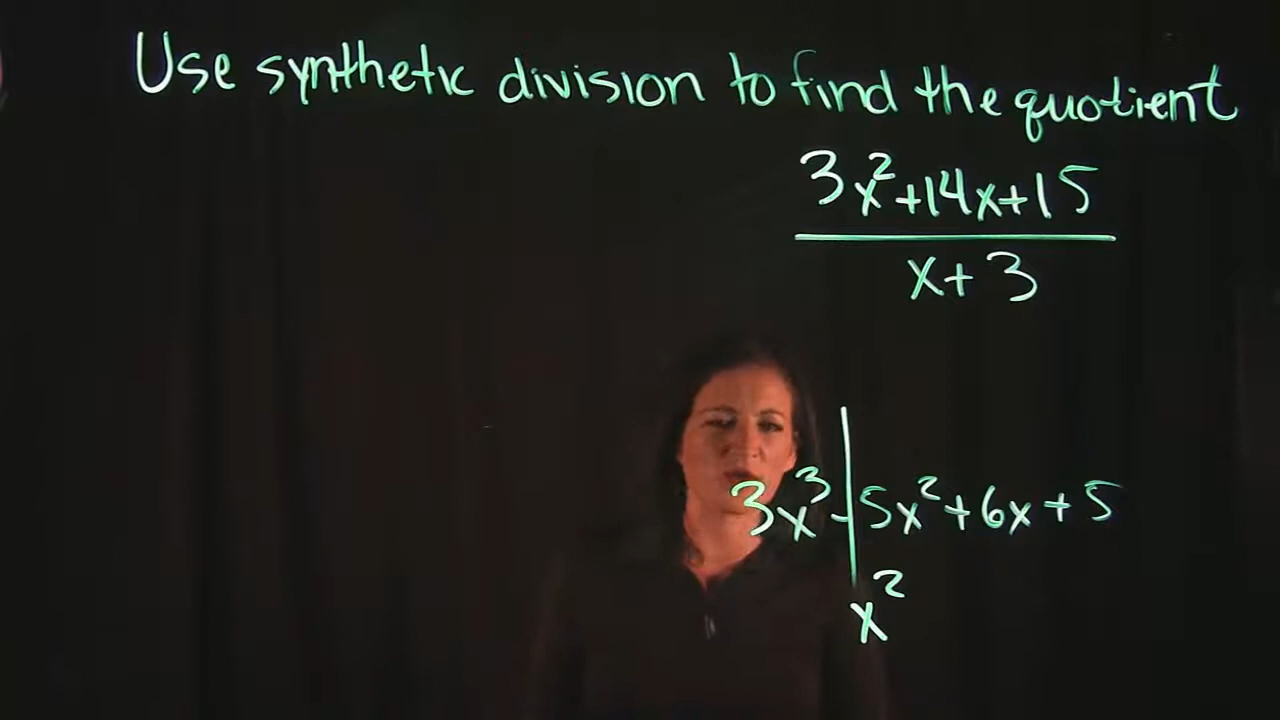 Use synthetic division to find the quotient
3x²+14x+15
x+3
3x³-5x²+6x+5
x²